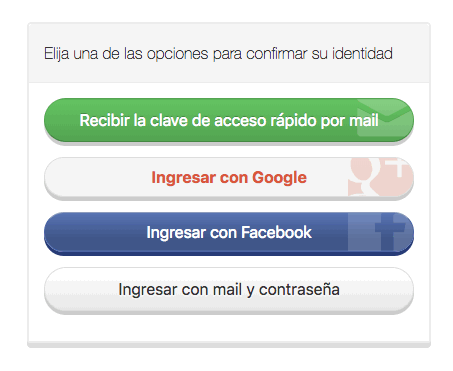 Elija una de las opciones para confirmar su identidad
Recibir la clave de acceso rápido por mail
Ingresar con Google
Ingresar con Facebook
Ingresar con mail y contraseña